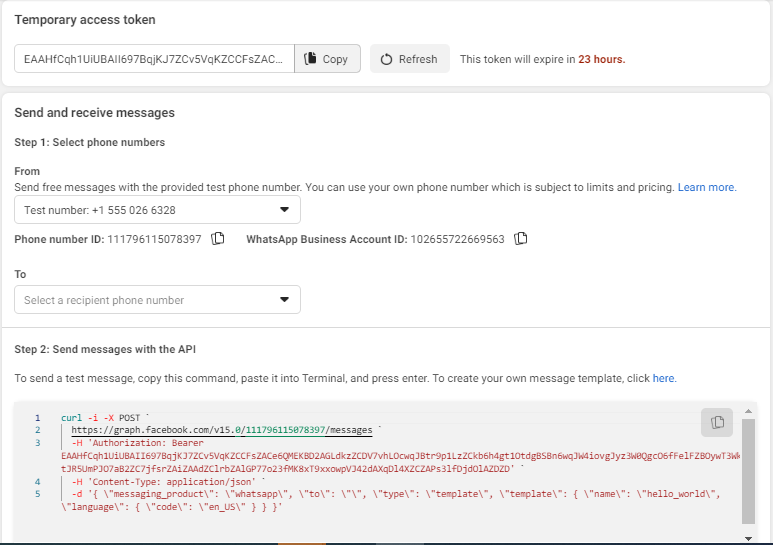 Temporary access token
EAAHfCqh1UiUBAII697BqjKJ7ZCv5VqKZCCFsZAC...
Copy
Refresh
This token will expire in 23 hours.
Send and receive messages
Step 1: Select phone numbers
From
Send free messages with the provided test phone number. You can use your own phone number which is subject to limits and pricing. Learn more.
Test number: +1 555 026 6328
Phone number ID: 111796115078397 WhatsApp Business Account ID: 102655722669563
To
Select a recipient phone number
Step 2: Send messages with the API
To send a test message, copy this command, paste it into Terminal, and press enter. To create your own message template, click here.
1 curl -i -X POST `
2 https://graph.facebook.com/v15.0/111796115078397/messages `
3 -H 'Authorization: Bearer
4 -H 'Content-Type: application/json' `
5 -d '{ \"messaging_product\": \"whatsapp\", \"to\": \"\", \"type\": \"template\", \"template\": { \"name\": \"hello_world\",
\"language\": { \"code\": \"en_US\" } } }'